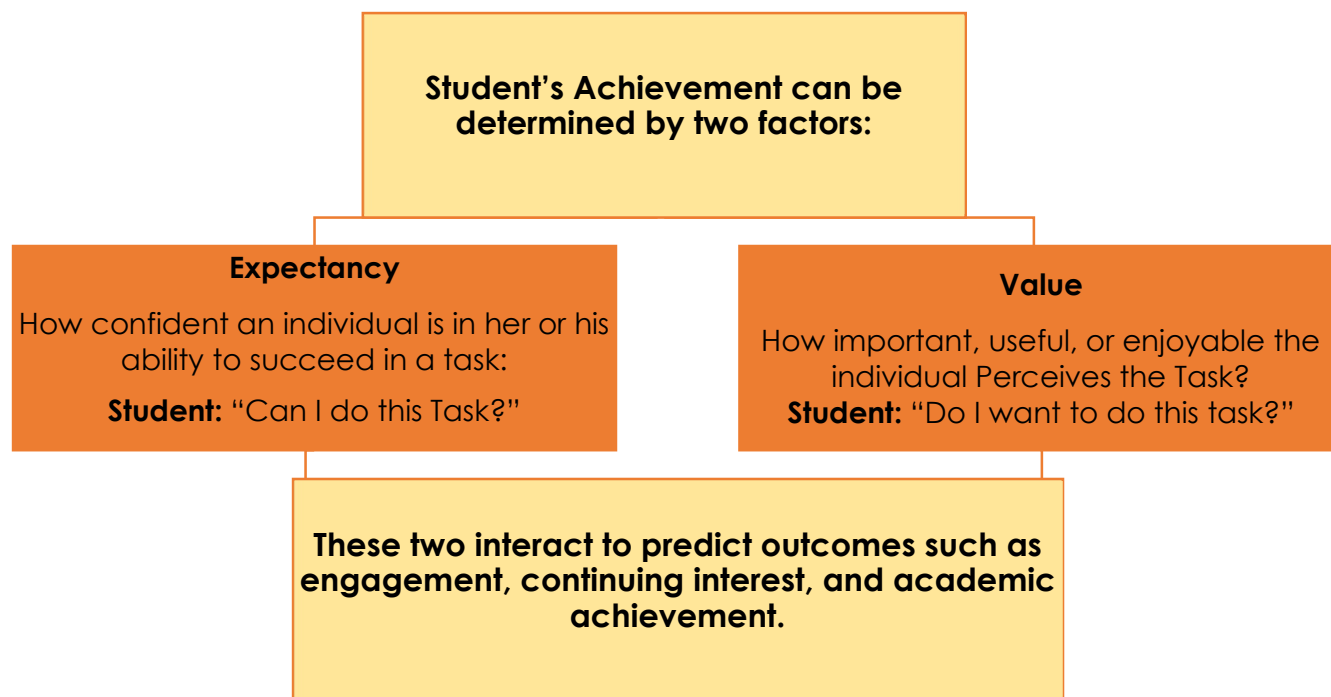 Student’s Achievement can be
determined by two factors:
Expectancy
How confident an individual is in her or his
ability to succeed in a task:
Student: “Can I do this Task?”
Value
How important, useful, or enjoyable the
individual Perceives the Task?
Student: “Do I want to do this task?”
These two interact to predict outcomes such as
engagement, continuing interest, and academic
achievement.